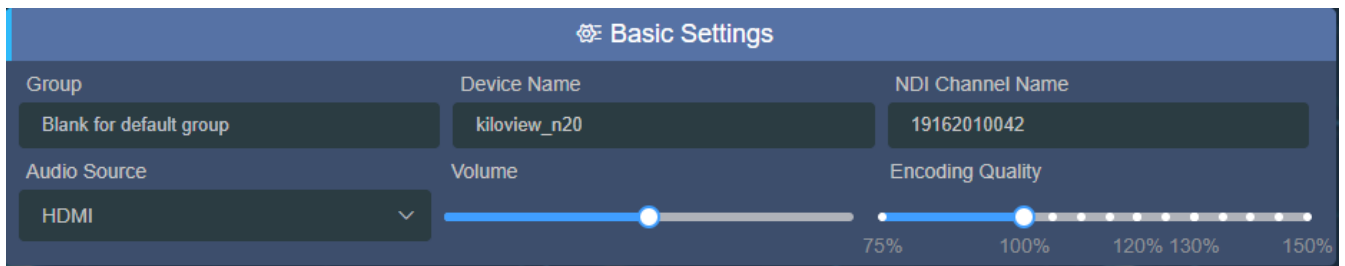 Basic Settings
Group Device Name NDI Channel Name
Blank for default group kiloview_n20 19162010042
Audio Source Volume Encoding Quality
HDMI
75% 100% 120% 130% 150%